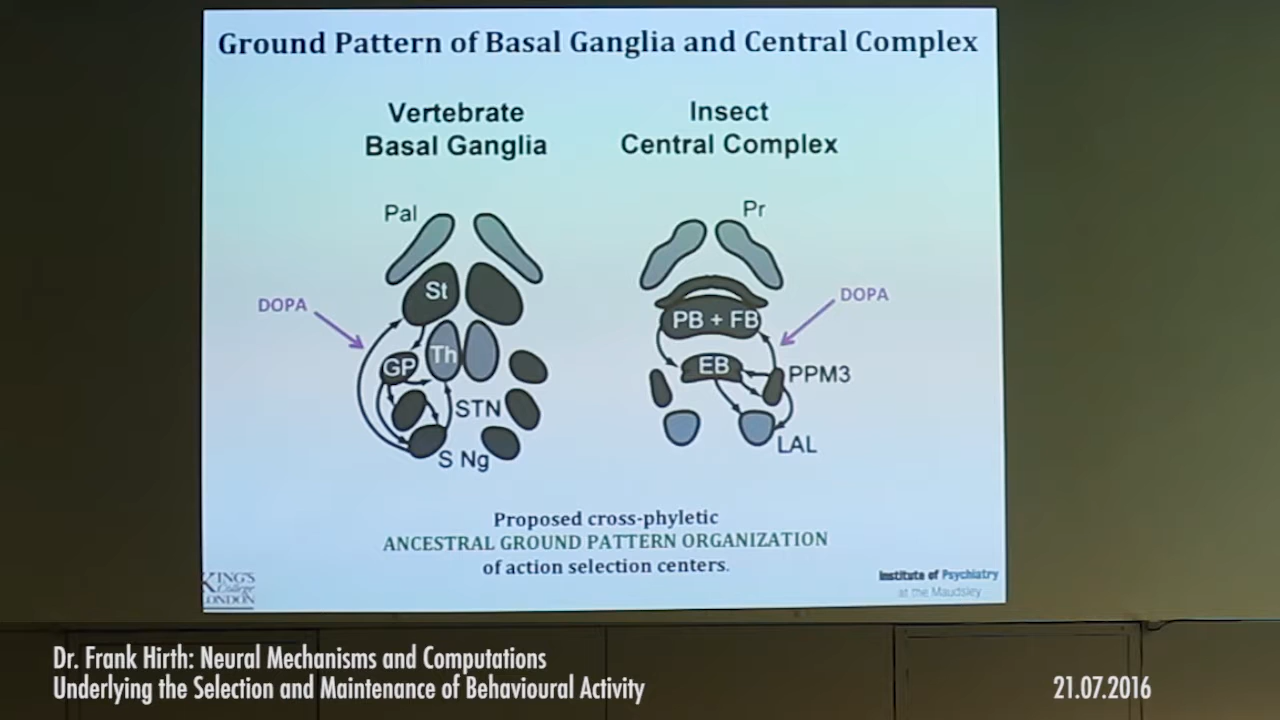 Ground Pattern of Basal Ganglia and Central Complex
Vertebrate
Basal Ganglia
Insect
Central Complex
Pal
St
DOPA
GP
Th
STN
S Ng
Pr
DOPA
PB + FB
EB
PPM3
LAL
Proposed cross-phyletic
ANCESTRAL GROUND PATTERN ORGANIZATION
of action selection centers.
KING'S
College
LONDON
Institute of Psychiatry
at the Maudsley
Dr. Frank Hirth: Neural Mechanisms and Computations
Underlying the Selection and Maintenance of Behavioural Activity
21.07.2016